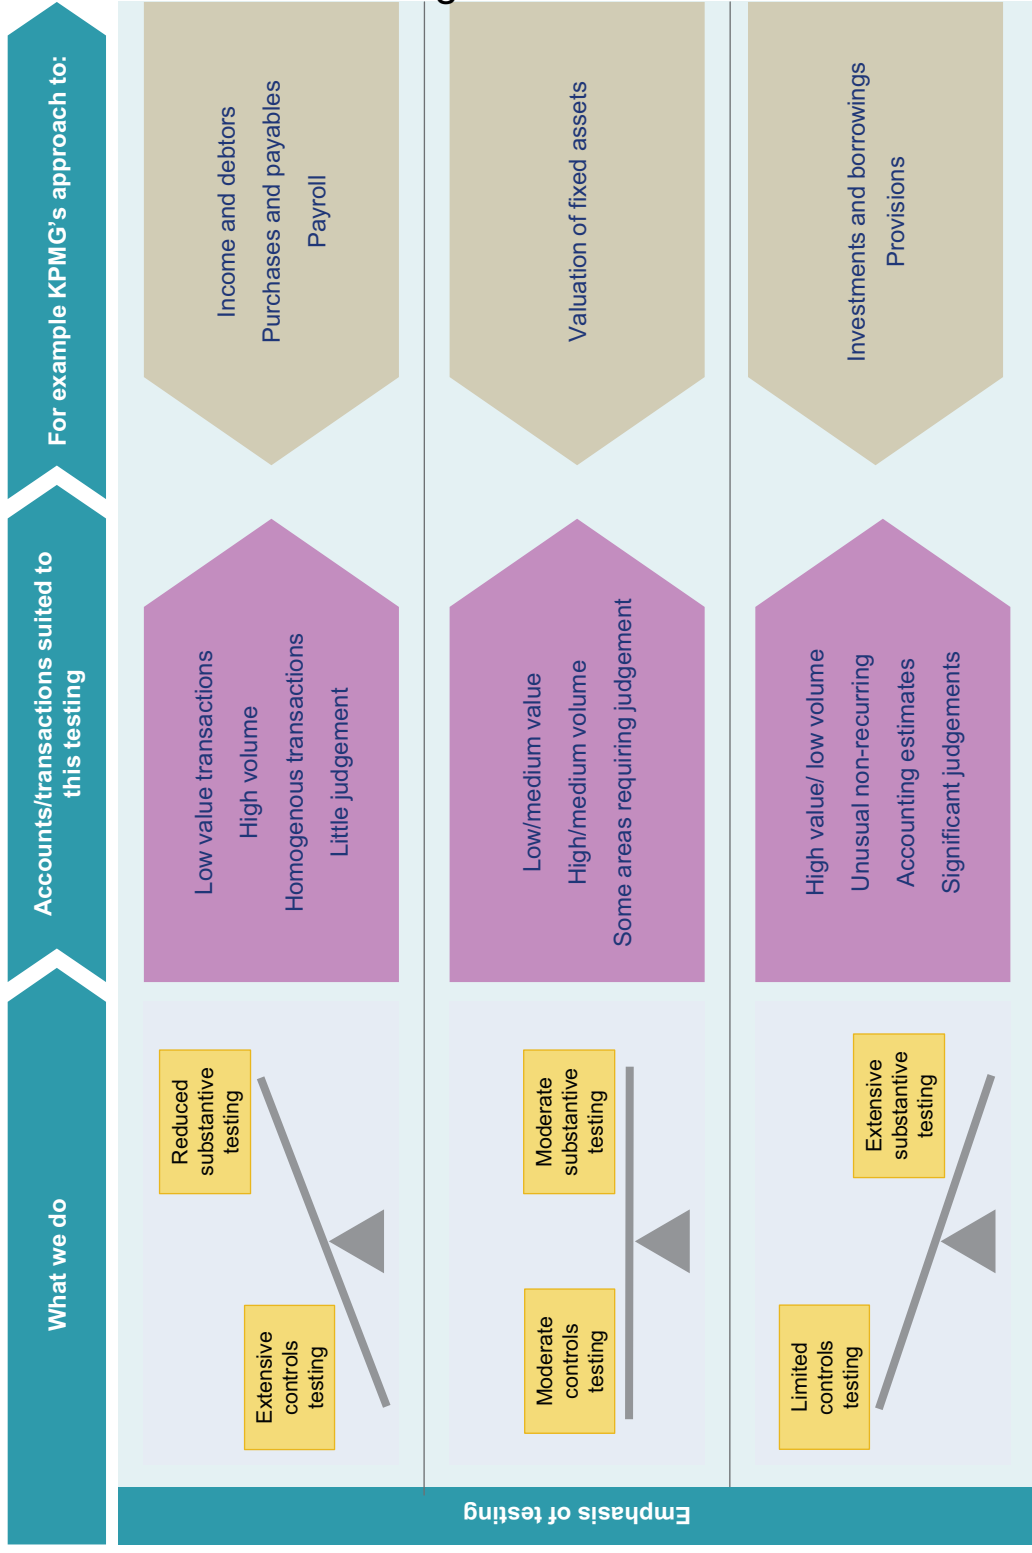 What we do
Accounts/transactions suited to
this testing
For example KPMG's approach to:
Emphasis of testing
Extensive
controls
testing
Reduced
substantive
testing
Low value transactions
High volume
Homogenous transactions
Little judgement
Income and debtors
Purchases and payables
Payroll
Moderate
controls
testing
Moderate
substantive
testing
Low/medium value
High/medium volume
Some areas requiring judgement
Valuation of fixed assets
Limited
controls
testing
Extensive
substantive
testing
High value/ low volume
Unusual non-recurring
Accounting estimates
Significant judgements
Investments and borrowings
Provisions